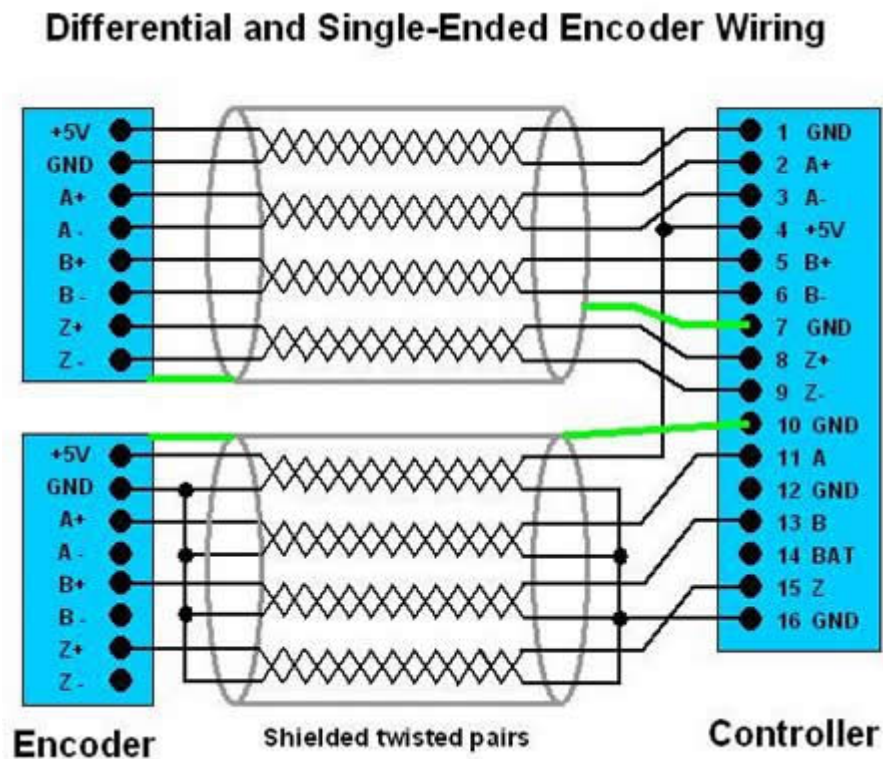 Differential and Single-Ended Encoder Wiring
+5V
GND
A+
A -
B+
B -
Z+
Z -
+5V
GND
A+
A -
B+
B -
Z+
Z -
1 GND
2 A+
3 A-
4 +5V
5 B+
6 B-
7 GND
8 Z+
9 Z-
10 GND
11 A
12 GND
13 B
14 BAT
15 Z
16 GND
Encoder
Shielded twisted pairs
Controller